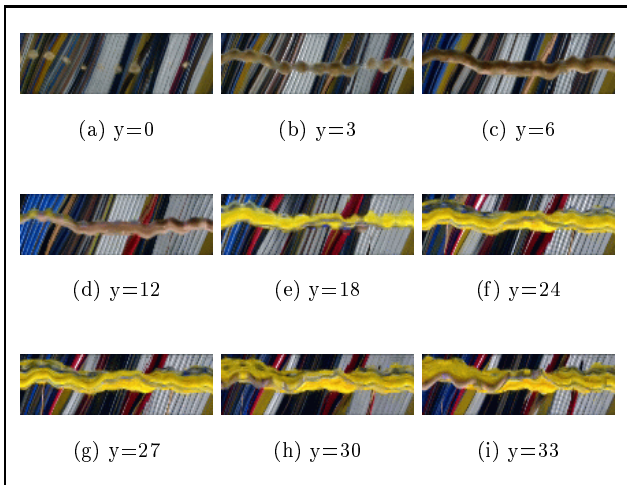 (a) y=0 (b) y=3 (c) y=6
(d) y=12 (e) y=18 (f) y=24
(g) y=27 (h) y=30 (i) y=33